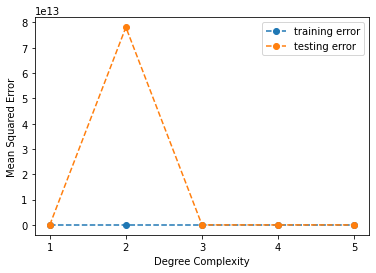 1e13
training error
testing error
8
7
6
5
4
3
2
1
0
Mean Squared Error
1 2 3 4 5
Degree Complexity